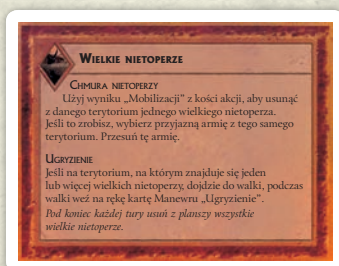 Wielkie nietoperze
Chmura nietoperzy
Użyj wyniku „Mobilizacji” z kości akcji, aby usunąć
z danego terytorium jednego wielkiego nietoperza.
Jeśli to zrobisz, wybierz przyjazną armię z tego samego
terytorium. Przesuń tę armię.
Ugryzienie
Jeśli na terytorium, na którym znajduje się jeden
lub więcej wielkich nietoperzy, dojdzie do walki, podczas
walki weź na rękę kartę Manewru „Ugryzienie”.
Pod koniec każdej tury usuń z planszy wszystkie
wielkie nietoperze.